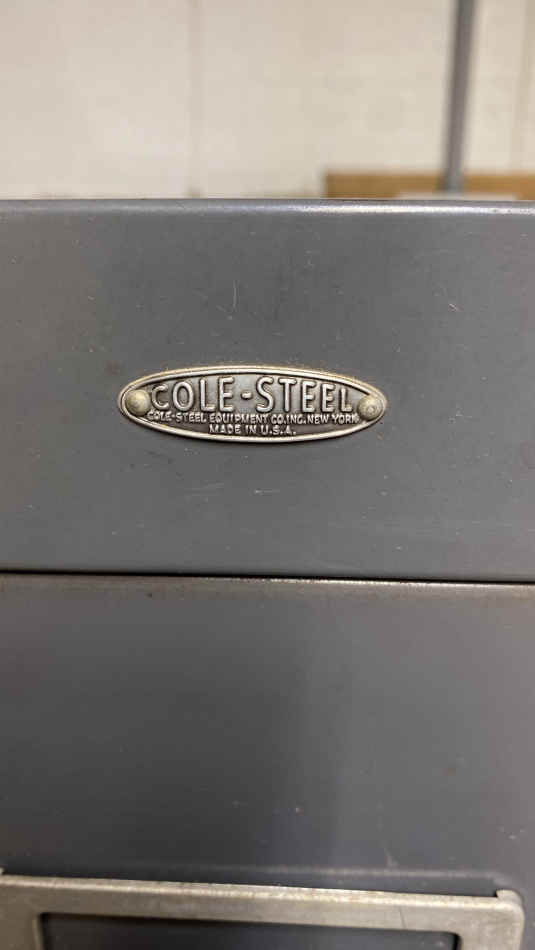 COLE-STEEL
COLE-STEEL EQUIPMENT CO.INC. NEW YORK
MADE IN U.S.A.